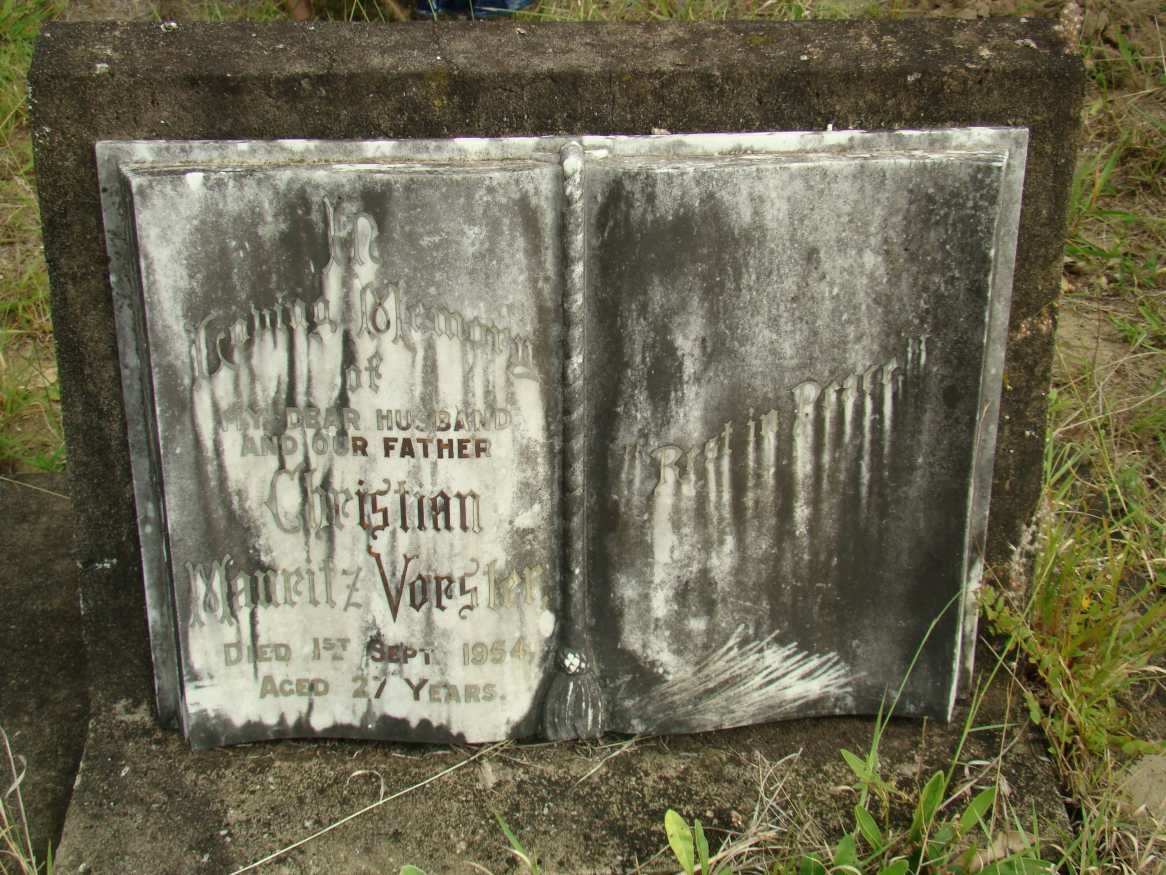 In
Loving Memory
of
MY DEAR HUSBAND
AND OUR FATHER
Christian
Mauritz Vorster
DIED 1ST SEPT. 1954,
AGED 27 YEARS.
"Rest in Peace"